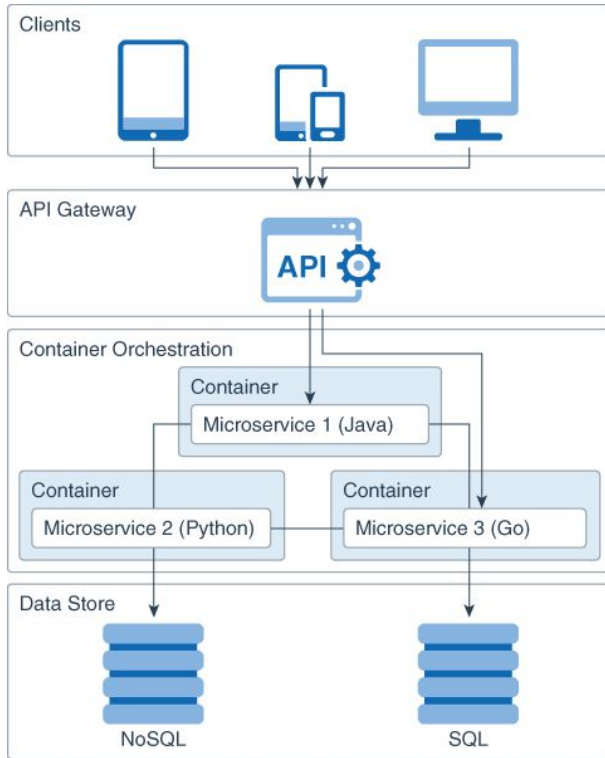 Clients
API Gateway
API
Container Orchestration
Container
Microservice 1 (Java)
Container
Microservice 2 (Python)
Container
Microservice 3 (Go)
Data Store
NoSQL
SQL